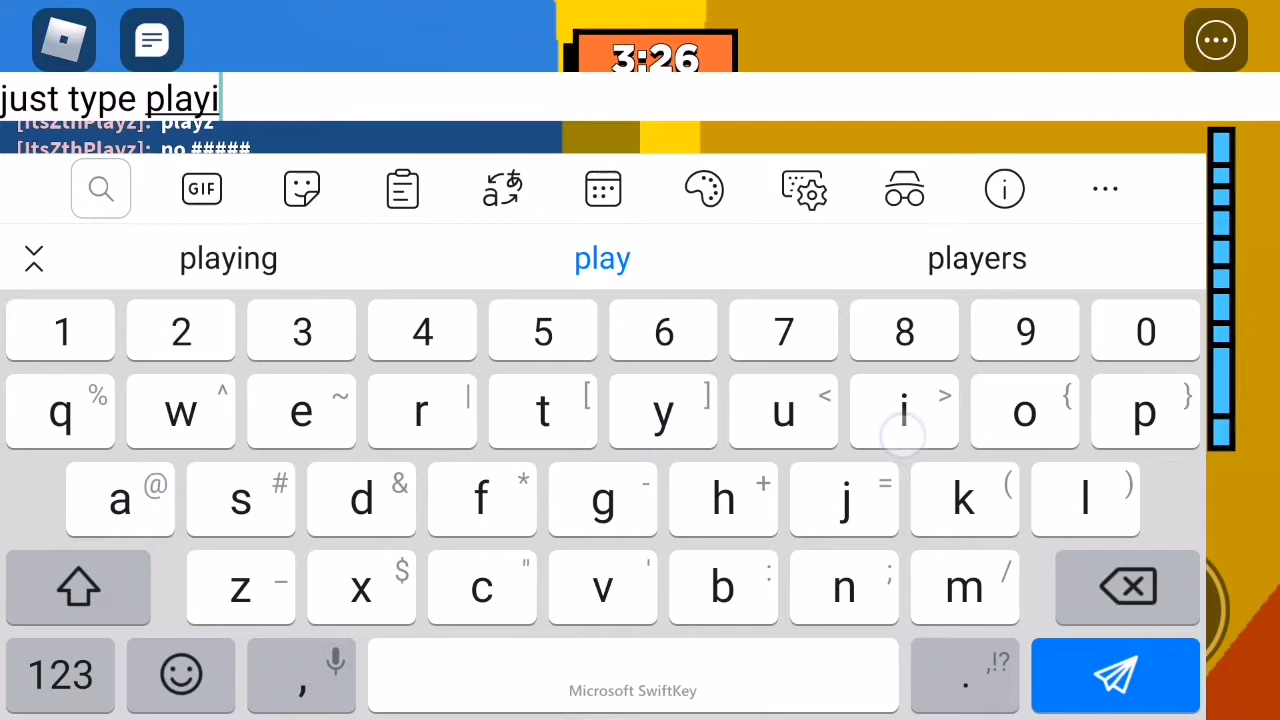 3:26
just type playi
[ItsZthPlayz]: playz
[ItsZthPlayz]: no #####
GIF
playing play players
1 2 3 4 5 6 7 8 9 0
q % w ^ e ~ r | t [ y ] u < i > o { p }
a @ s # d & f * g - h + j = k ( l )
z _ x $ c " v ' b : n ; m /
123 , . ,!?
Microsoft SwiftKey